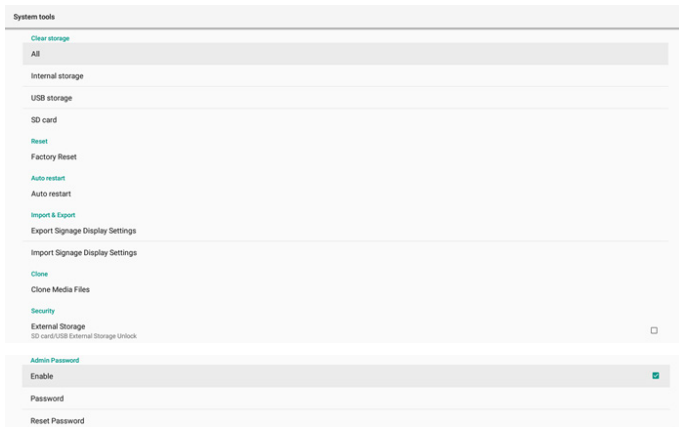 System tools
Clear storage
All
Internal storage
USB storage
SD card
Reset
Factory Reset
Auto restart
Auto restart
Import & Export
Export Signage Display Settings
Import Signage Display Settings
Clone
Clone Media Files
Security
External Storage
SD card/USB External Storage Unlock
Admin Password
Enable
Password
Reset Password